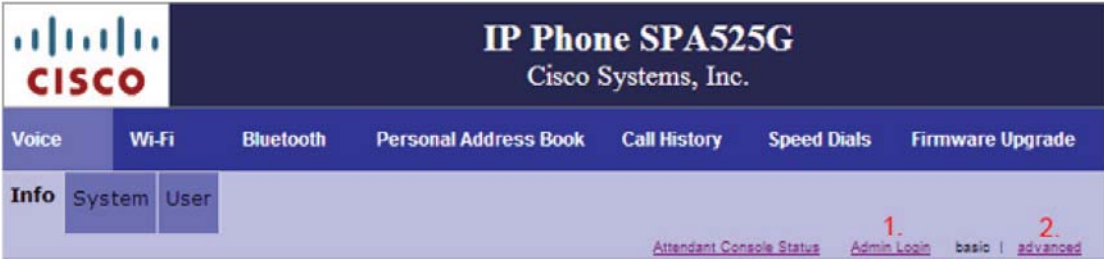 CISCO
IP Phone SPA525G
Cisco Systems, Inc.
Voice Wi-Fi Bluetooth Personal Address Book Call History Speed Dials Firmware Upgrade
Info System User
1. 2.
Attendant Console Status Admin Login basic | advanced